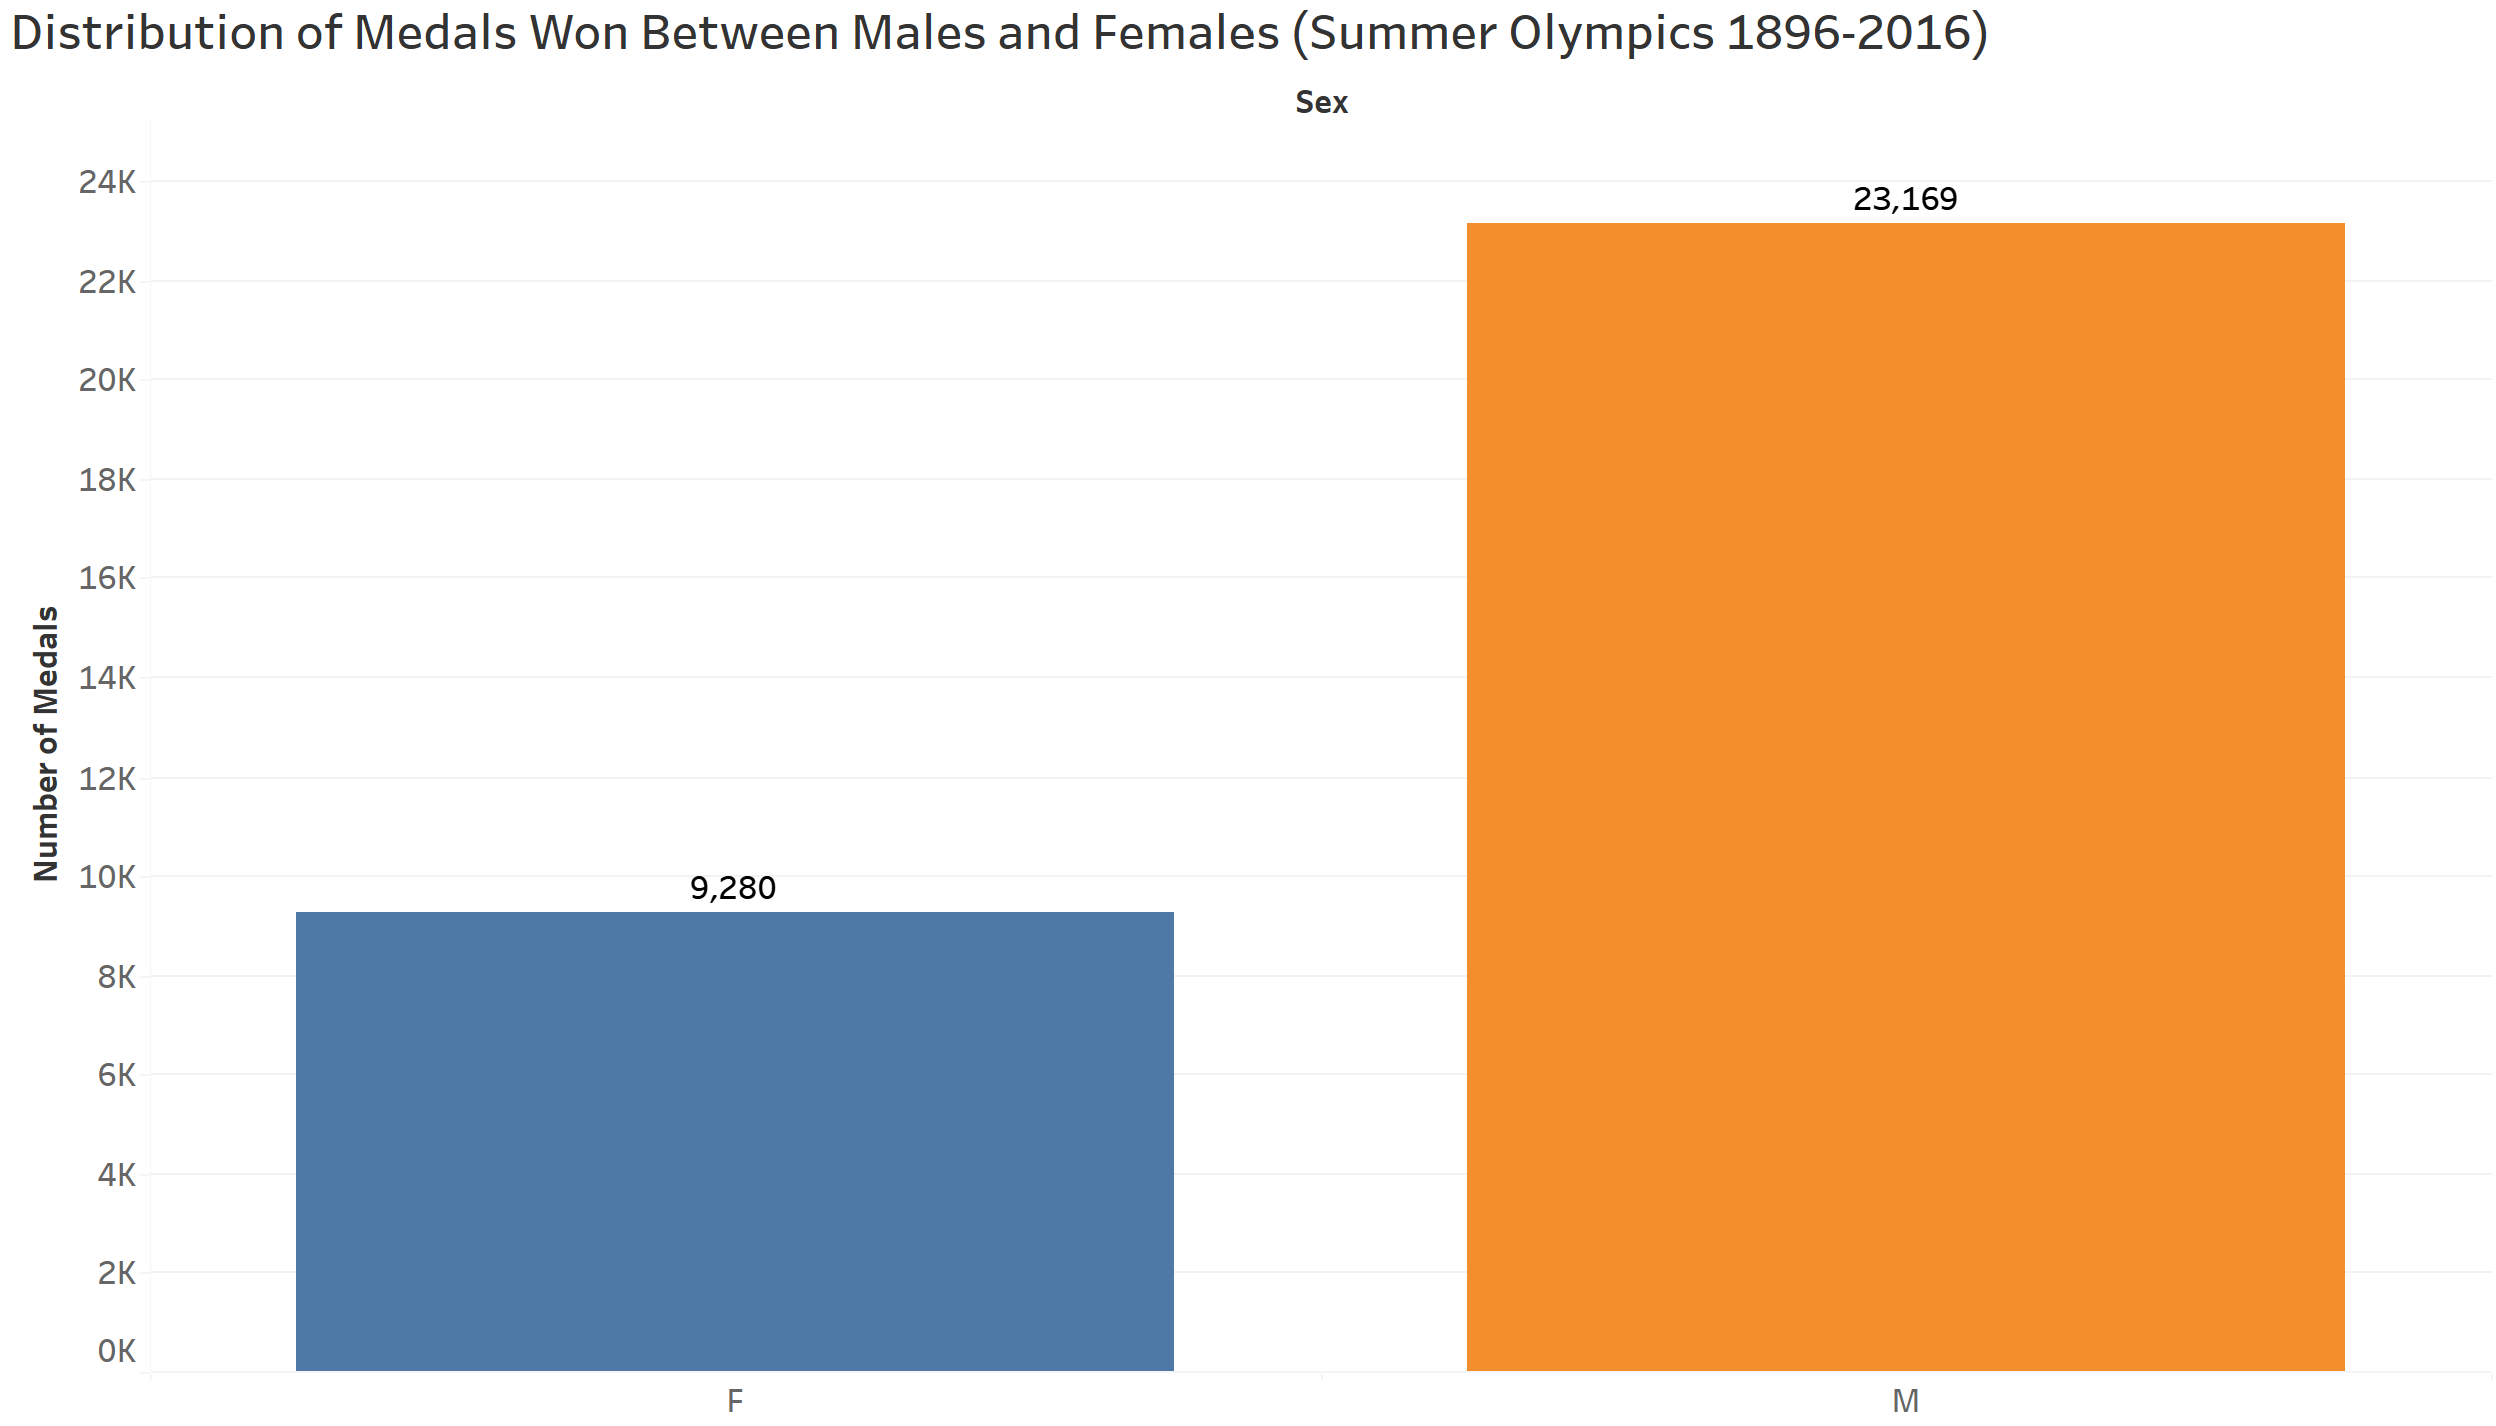 Distribution of Medals Won Between Males and Females (Summer Olympics 1896-2016)
Sex
Number of Medals
24K
22K
20K
18K
16K
14K
12K
10K
8K
6K
4K
2K
0K
23,169
9,280
F
M